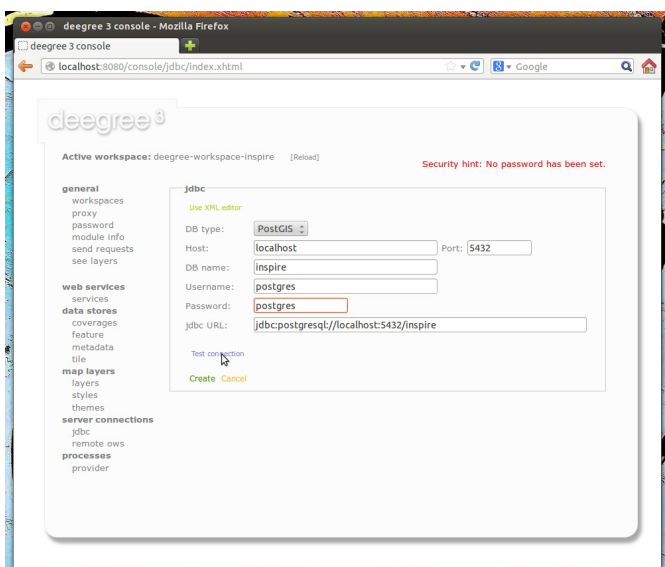 deegree 3 console - Mozilla Firefox
deegree 3 console
localhost:8080/console/jdbc/index.xhtml
Google
deegree 3
Active workspace: deegree-workspace-inspire [Reload]
Security hint: No password has been set.
general
workspaces
proxy
password
module info
send requests
see layers
web services
services
data stores
coverages
feature
metadata
tile
map layers
layers
styles
themes
server connections
jdbc
remote ows
processes
provider
jdbc
Use XML editor
DB type: PostGIS
Host: localhost Port: 5432
DB name: inspire
Username: postgres
Password: postgres
jdbc URL: jdbc:postgresql://localhost:5432/inspire
Test connection
Create Cancel